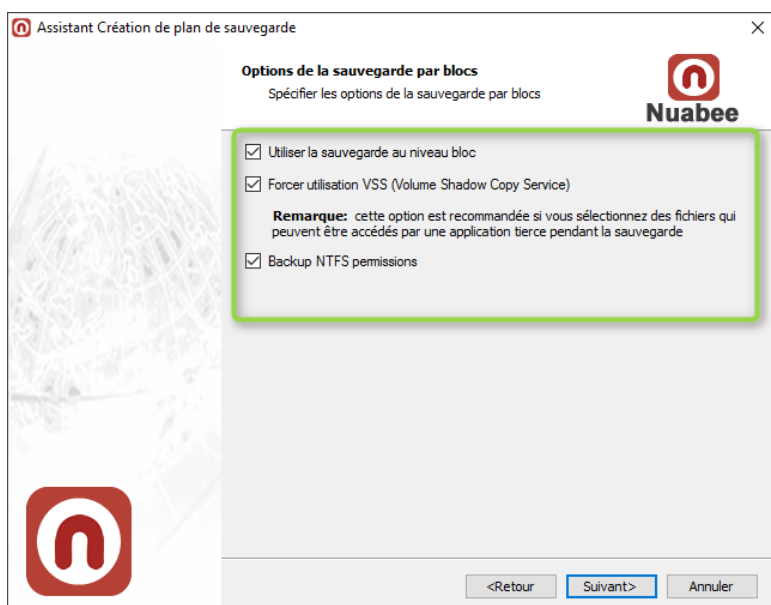 Assistant Création de plan de sauvegarde
Options de la sauvegarde par blocs
Spécifier les options de la sauvegarde par blocs
Nuabee
Utiliser la sauvegarde au niveau bloc
Forcer utilisation VSS (Volume Shadow Copy Service)
Remarque: cette option est recommandée si vous sélectionnez des fichiers qui
peuvent être accédés par une application tierce pendant la sauvegarde
Backup NTFS permissions
<Retour
Suivant>
Annuler